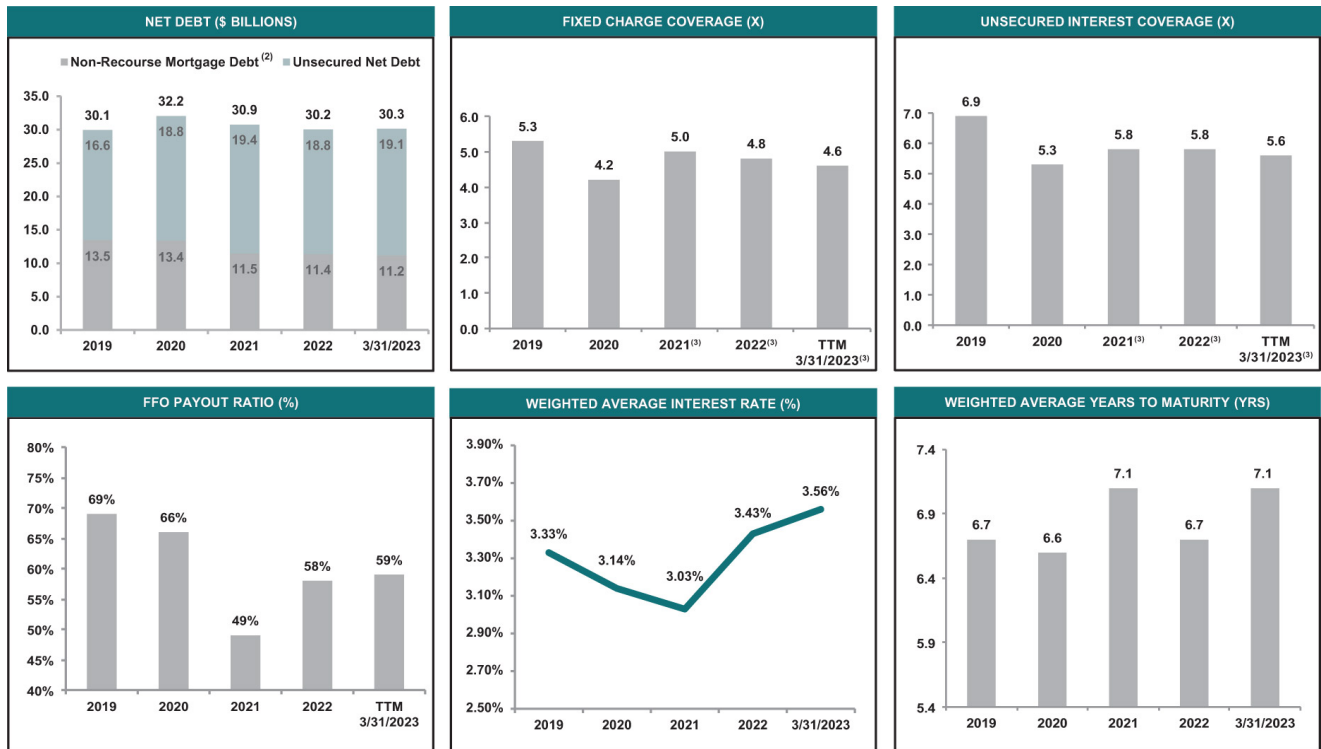 NET DEBT ($ BILLIONS)
Non-Recourse Mortgage Debt (2) Unsecured Net Debt
35.0
30.0
25.0
20.0
15.0
10.0
5.0
0.0
30.1 32.2 30.9 30.2 30.3
16.6 18.8 19.4 18.8 19.1
13.5 13.4 11.5 11.4 11.2
2019 2020 2021 2022 3/31/2023
FIXED CHARGE COVERAGE (X)
6.0
5.0
4.0
3.0
2.0
1.0
0.0
5.3 4.2 5.0 4.8 4.6
2019 2020 2021(3) 2022(3) TTM
3/31/2023(3)
UNSECURED INTEREST COVERAGE (X)
7.0
6.0
5.0
4.0
3.0
2.0
1.0
0.0
6.9 5.3 5.8 5.8 5.6
2019 2020 2021(3) 2022(3) TTM
3/31/2023(3)
FFO PAYOUT RATIO (%)
80%
75%
70%
65%
60%
55%
50%
45%
40%
69% 66% 49% 58% 59%
2019 2020 2021 2022 TTM
3/31/2023
WEIGHTED AVERAGE INTEREST RATE (%)
3.90%
3.70%
3.50%
3.30%
3.10%
2.90%
2.70%
2.50%
3.33% 3.14% 3.03% 3.43% 3.56%
2019 2020 2021 2022 3/31/2023
WEIGHTED AVERAGE YEARS TO MATURITY (YRS)
7.4
6.9
6.4
5.9
5.4
6.7 6.6 7.1 6.7 7.1
2019 2020 2021 2022 3/31/2023